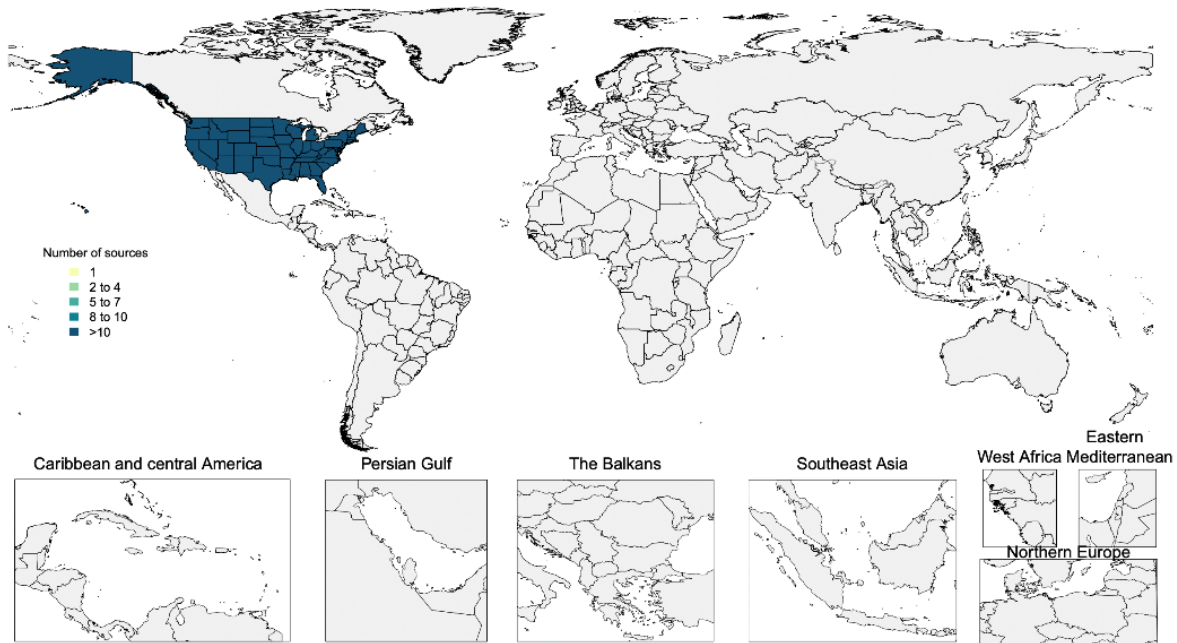 Number of sources
1
2 to 4
5 to 7
8 to 10
>10
Caribbean and central America
Persian Gulf
The Balkans
Southeast Asia
West Africa
Eastern
Mediterranean
Northern Europe